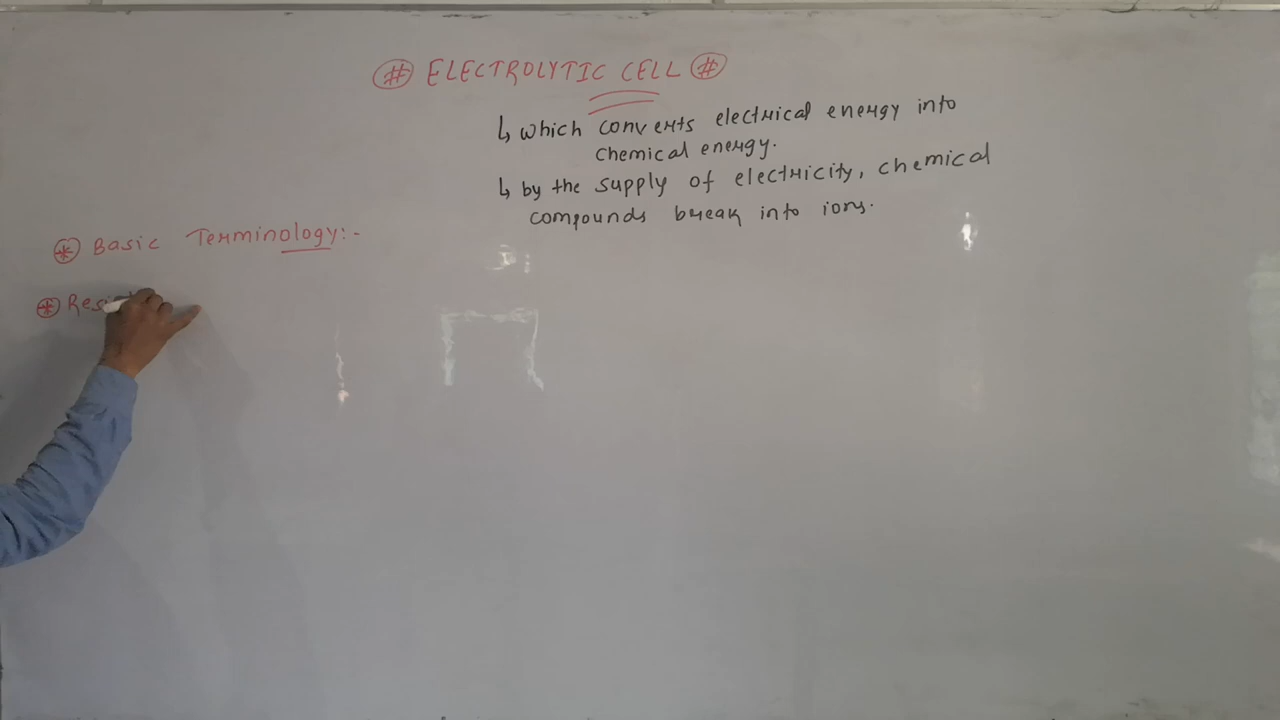 # ELECTROLYTIC CELL #
↳ which converts electrical energy into
chemical energy.
↳ by the supply of electricity, chemical
compounds break into ions.
* Basic Terminology:-
*